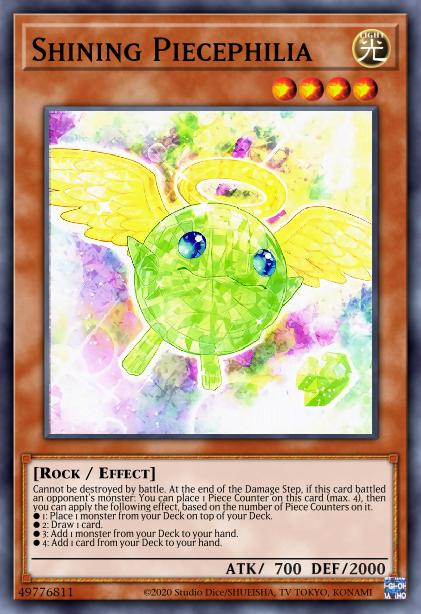 SHINING PIECEPHILIA
LIGHT
光
[ROCK / EFFECT]
Cannot be destroyed by battle. At the end of the Damage Step, if this card battled
an opponent's monster: You can place 1 Piece Counter on this card (max. 4), then
you can apply the following effect, based on the number of Piece Counters on it.
●1: Place 1 monster from your Deck on top of your Deck.
●2: Draw 1 card.
●3: Add 1 monster from your Deck to your hand.
●4: Add 1 card from your Deck to your hand.
ATK/ 700 DEF/2000
49776811 ©2020 Studio Dice/SHUEISHA, TV TOKYO, KONAMI